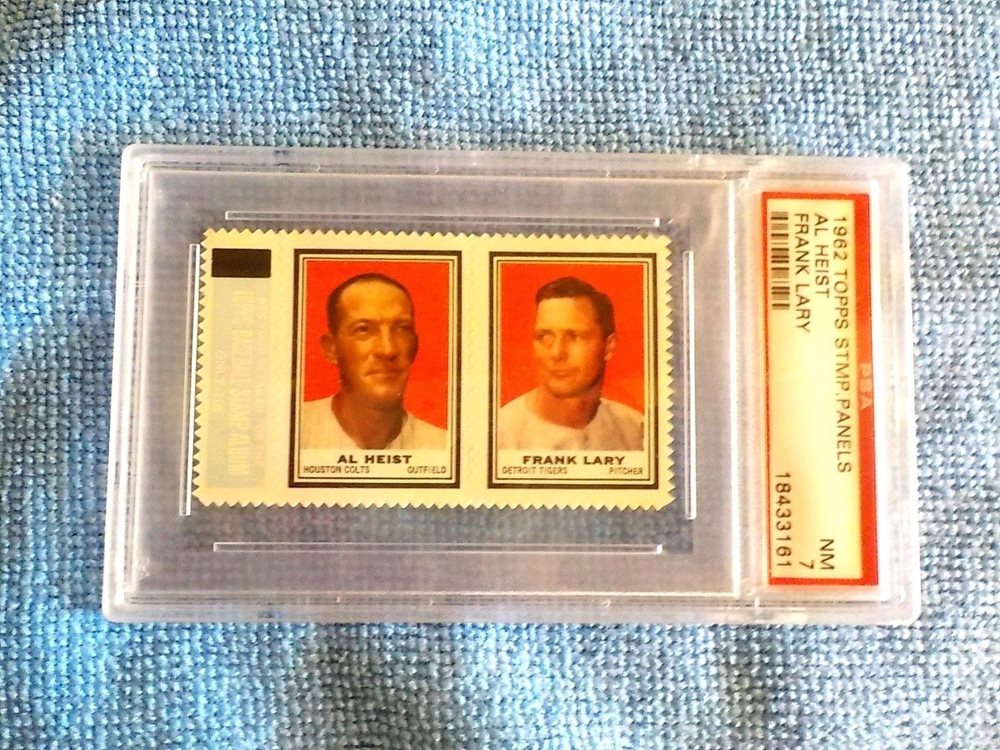 AL HEIST
HOUSTON COLTS OUTFIELD
FRANK LARY
DETROIT TIGERS PITCHER
1962 TOPPS STMP.PANELS
AL HEIST
FRANK LARY
NM
7
18433161
PSA